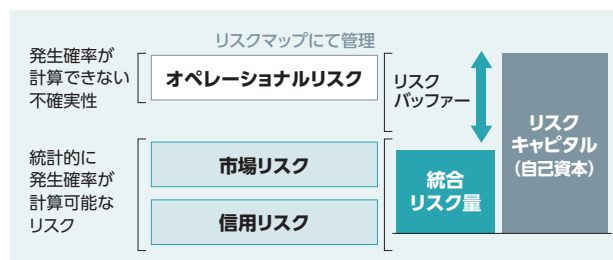 リスクマップにて管理
発生確率が
計算できない
不確実性
オペレーショナルリスク
リスク
バッファー
リスク
キャピタル
（自己資本）
統計的に
発生確率が
計算可能な
リスク
市場リスク
信用リスク
統合
リスク量